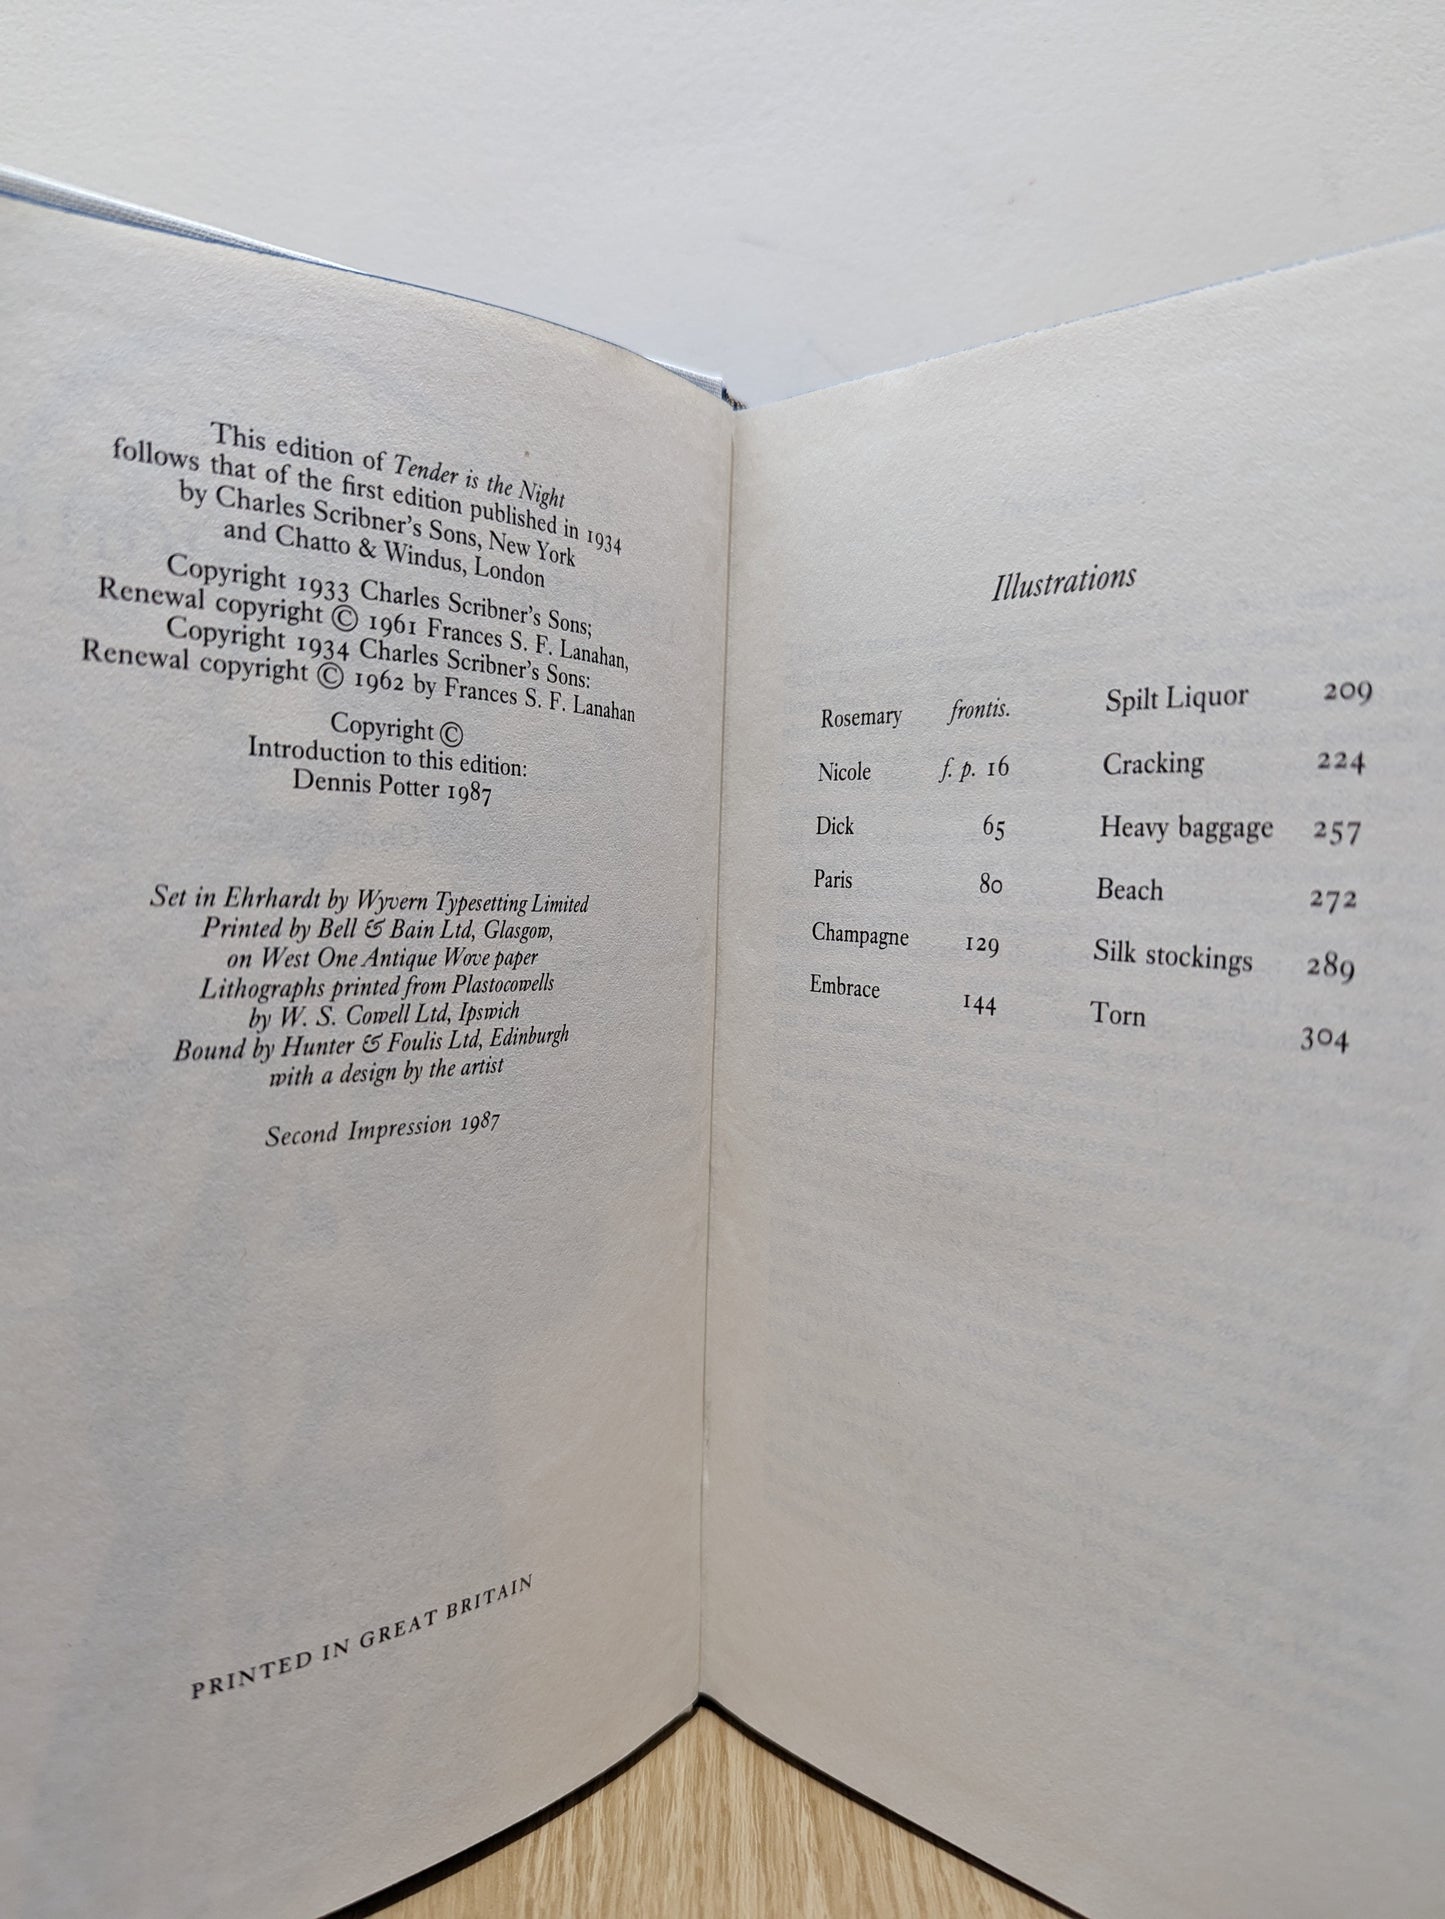 This edition of Tender is the Night
follows that of the first edition published in 1934
by Charles Scribner's Sons, New York
and Chatto & Windus, London
Copyright 1933 Charles Scribner's Sons;
Renewal copyright © 1961 Frances S. F. Lanahan,
Copyright 1934 Charles Scribner's Sons:
Renewal copyright © 1962 by Frances S. F. Lanahan
Copyright ©
Introduction to this edition:
Dennis Potter 1987
Set in Ehrhardt by Wyvern Typesetting Limited
Printed by Bell & Bain Ltd, Glasgow,
on West One Antique Wove paper
Lithographs printed from Plastocowells
by W. S. Cowell Ltd, Ipswich
Bound by Hunter & Foulis Ltd, Edinburgh
with a design by the artist
Second Impression 1987
PRINTED IN GREAT BRITAIN
Illustrations
Rosemary frontis.
Nicole f. p. 16
Dick 65
Paris 80
Champagne 129
Embrace 144
Spilt Liquor 209
Cracking 224
Heavy baggage 257
Beach 272
Silk stockings 289
Torn 304